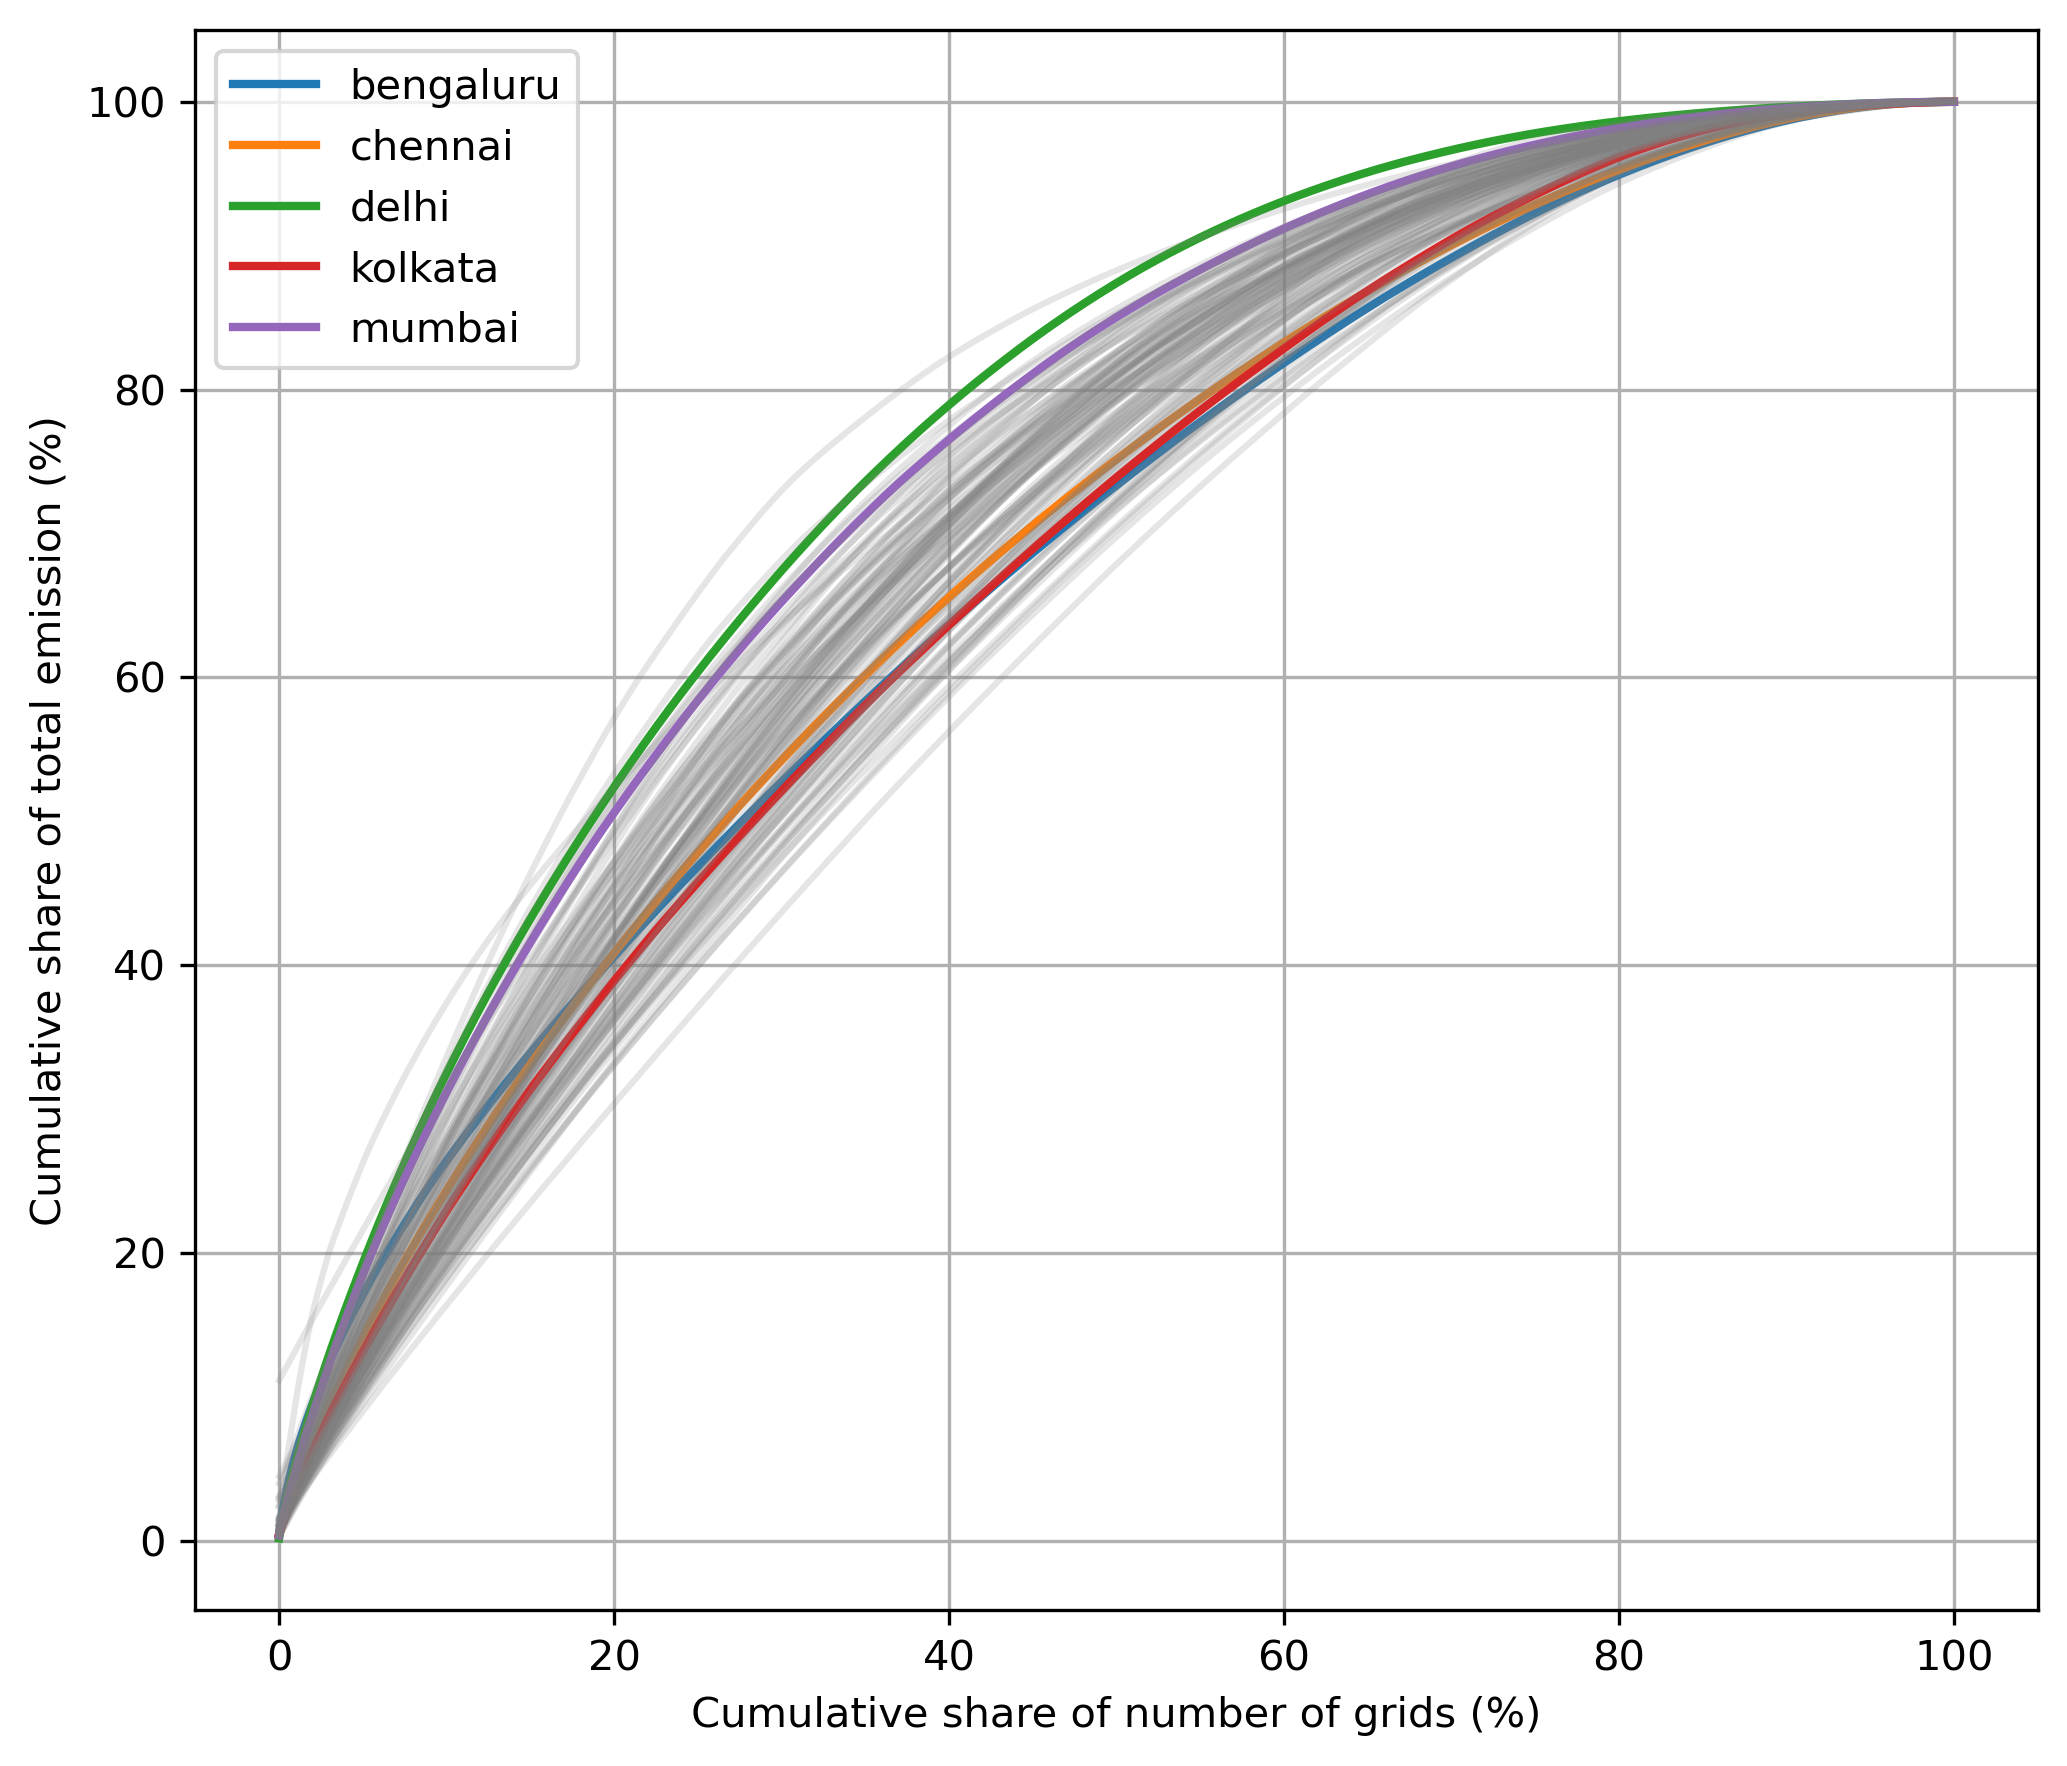 bengaluru
chennai
delhi
kolkata
mumbai
Cumulative share of total emission (%)
100
80
60
40
20
0
0 20 40 60 80 100
Cumulative share of number of grids (%)